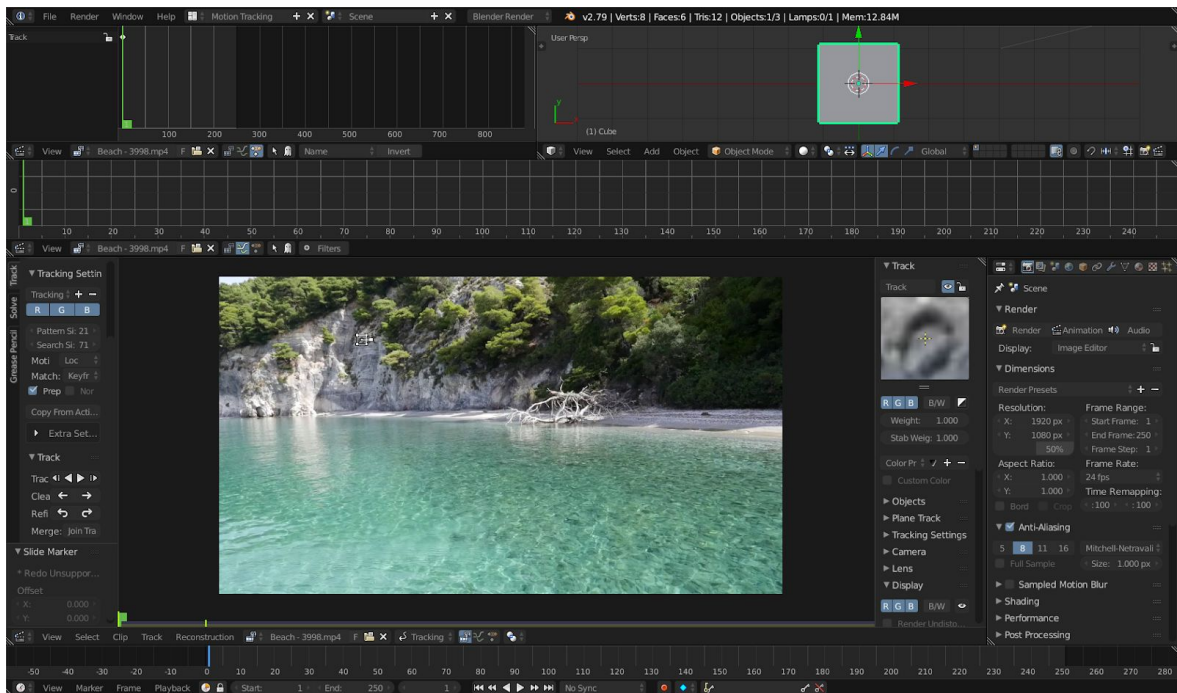 File Render Window Help Motion Tracking Scene Blender Render v2.79 | Verts:8 | Faces:6 | Tris:12 | Objects:1/3 | Lamps:0/1 | Mem:12.84M
Track
100 200 300 400 500 600 700 800
View Beach - 3998.mp4 F Name Invert
User Persp
y
(1) Cube
View Select Add Object Object Mode Global
0
1
10 20 30 40 50 60 70 80 90 100 110 120 130 140 150 160 170 180 190 200 210 220 230 240
View Beach - 3998.mp4 F Filters
Track
Solve
Grease Pencil
Tracking Settin
Tracking
R G B
Pattern Si: 21
Search Si: 71
Moti Loc
Match: Keyfr
Prep Nor
Copy From Acti...
Extra Set...
Track
Trac
Clea
Refi
Merge: Join Tra
Slide Marker
* Redo Unsuppor...
Offset
X: 0.000
Y: 0.000
Track
Track
R G B B/W
Weight: 1.000
Stab Weig: 1.000
Color Pr
Custom Color
Objects
Plane Track
Tracking Settings
Camera
Lens
Display
R G B B/W
Render Undisto...
View Select Clip Track Reconstruction Beach - 3998.mp4 F Tracking
Scene
Render
Render Animation Audio
Display: Image Editor
Dimensions
Render Presets
Resolution: Frame Range:
X: 1920 px Start Frame: 1
Y: 1080 px End Frame: 250
50% Frame Step: 1
Aspect Ratio: Frame Rate:
X: 1.000 24 fps
Y: 1.000 Time Remapping:
Bord Crop :100 :100
Anti-Aliasing
5 8 11 16 Mitchell-Netravali
Full Sample Size: 1.000 px
Sampled Motion Blur
Shading
Performance
Post Processing
-50 -40 -30 -20 -10 0 10 20 30 40 50 60 70 80 90 100 110 120 130 140 150 160 170 180 190 200 210 220 230 240 250 260 270 280
View Marker Frame Playback Start: 1 End: 250 1 No Sync